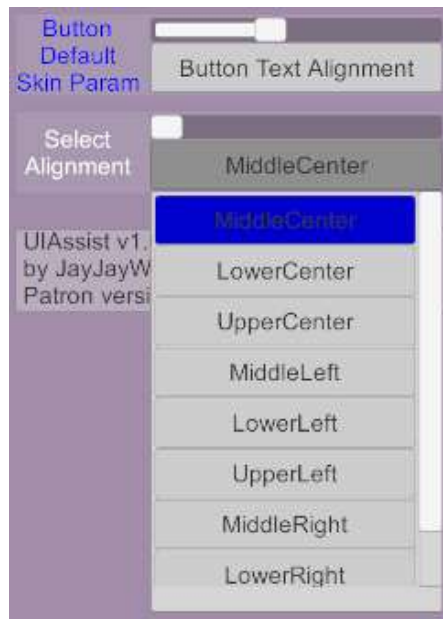 Button
Default
Skin Param
Button Text Alignment
Select
Alignment
MiddleCenter
MiddleCenter
LowerCenter
UpperCenter
MiddleLeft
LowerLeft
UpperLeft
MiddleRight
LowerRight
UIAssist v1.
by JayJayW
Patron versi